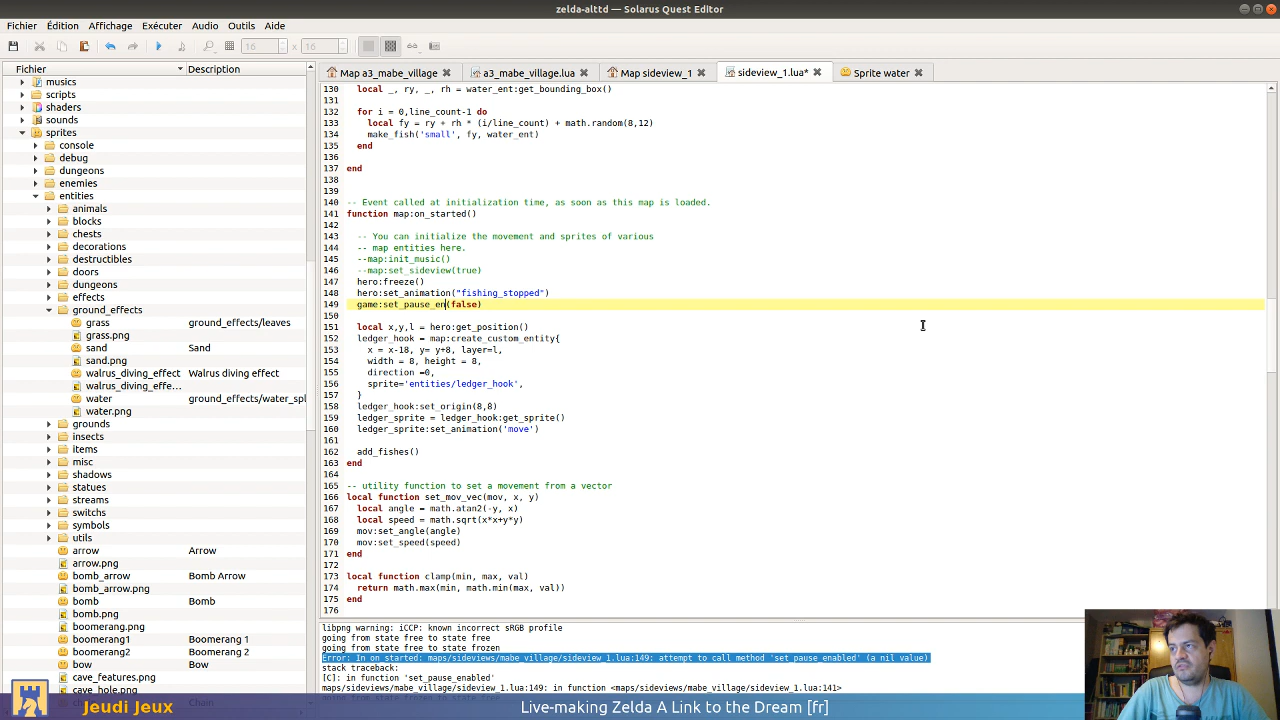 zelda-alttd — Solarus Quest Editor
Fichier Édition Affichage Exécuter Audio Outils Aide
16 x 16
Fichier Description
Map a3_mabe_village a3_mabe_village.lua Map sideview_1 sideview_1.lua* Sprite water
musics
scripts
shaders
sounds
sprites
console
debug
dungeons
enemies
entities
animals
blocks
chests
decorations
destructibles
doors
dungeons
effects
ground_effects
grass ground_effects/leaves
grass.png
sand Sand
sand.png
walrus_diving_effect Walrus diving effect
walrus_diving_effe...
water ground_effects/water_spl
water.png
grounds
insects
items
misc
shadows
statues
streams
switchs
symbols
utils
arrow Arrow
arrow.png
bomb_arrow Bomb Arrow
bomb_arrow.png
bomb Bomb
bomb.png
boomerang.png
boomerang1 Boomerang 1
boomerang2 Boomerang 2
bow Bow
cave_features.png
cave_hole.png
chain Chain
130 local _, ry, _, rh = water_ent:get_bounding_box()
131
132 for i = 0,line_count-1 do
133 local fy = ry + rh * (i/line_count) + math.random(8,12)
134 make_fish('small', fy, water_ent)
135 end
136
137 end
138
139
140 -- Event called at initialization time, as soon as this map is loaded.
141 function map:on_started()
142
143 -- You can initialize the movement and sprites of various
144 -- map entities here.
145 --map:init_music()
146 --map:set_sideview(true)
147 hero:freeze()
148 hero:set_animation("fishing_stopped")
149 game:set_pause_en(false)
150
151 local x,y,l = hero:get_position()
152 ledger_hook = map:create_custom_entity{
153 x = x-18, y= y+8, layer=l,
154 width = 8, height = 8,
155 direction =0,
156 sprite='entities/ledger_hook',
157 }
158 ledger_hook:set_origin(8,8)
159 ledger_sprite = ledger_hook:get_sprite()
160 ledger_sprite:set_animation('move')
161
162 add_fishes()
163 end
164
165 -- utility function to set a movement from a vector
166 local function set_mov_vec(mov, x, y)
167 local angle = math.atan2(-y, x)
168 local speed = math.sqrt(x*x+y*y)
169 mov:set_angle(angle)
170 mov:set_speed(speed)
171 end
172
173 local function clamp(min, max, val)
174 return math.max(min, math.min(max, val))
175 end
176
libpng warning: iCCP: known incorrect sRGB profile
going from state free to state free
going from state free to state frozen
Error: In on started: maps/sideviews/mabe_village/sideview_1.lua:149: attempt to call method 'set_pause_enabled' (a nil value)
stack traceback:
[C]: in function 'set_pause_enabled'
maps/sideviews/mabe_village/sideview_1.lua:149: in function <maps/sideviews/mabe_village/sideview_1.lua:141>
Jeudi Jeux
Live-making Zelda A Link to the Dream [fr]